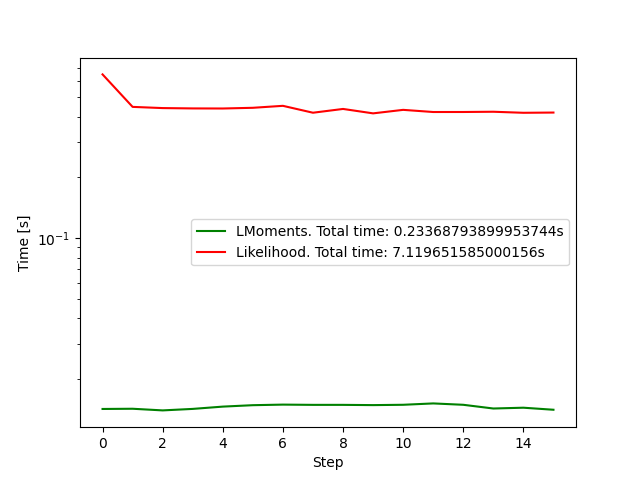 Time [s]
10⁻¹
LMoments. Total time: 0.23368793899953744s
Likelihood. Total time: 7.119651585000156s
0 2 4 6 8 10 12 14
Step